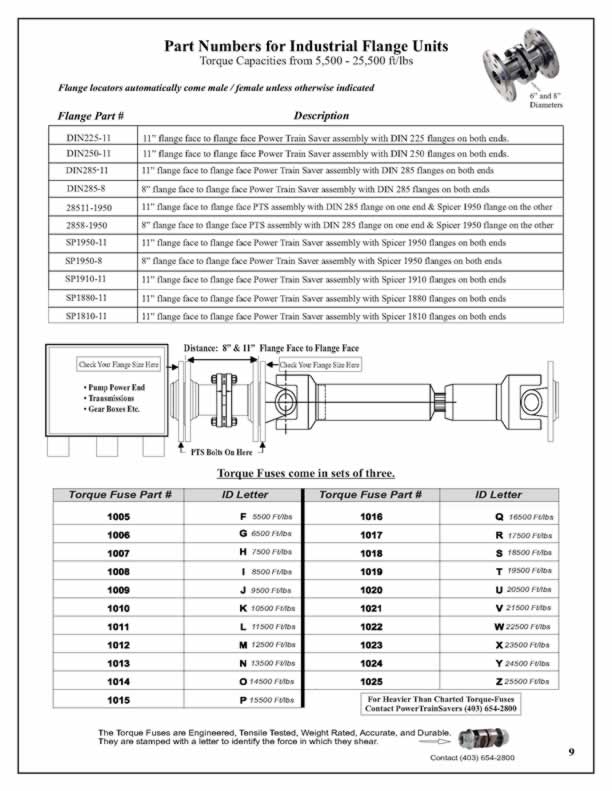 Part Numbers for Industrial Flange Units
Torque Capacities from 5,500 - 25,500 ft/lbs
6" and 8"
Diameters
Flange locators automatically come male / female unless otherwise indicated
Flange Part # Description
DIN225-11 11" flange face to flange face Power Train Saver assembly with DIN 225 flanges on both ends.
DIN250-11 11" flange face to flange face Power Train Saver assembly with DIN 250 flanges on both ends.
DIN285-11 11" flange face to flange face Power Train Saver assembly with DIN 285 flanges on both ends
DIN285-8 8" flange face to flange face Power Train Saver assembly with DIN 285 flanges on both ends
28511-1950 11" flange face to flange face PTS assembly with DIN 285 flange on one end & Spicer 1950 flange on the other
2858-1950 8" flange face to flange face PTS assembly with DIN 285 flange on one end & Spicer 1950 flange on the other
SP1950-11 11" flange face to flange face Power Train Saver assembly with Spicer 1950 flanges on both ends
SP1950-8 8" flange face to flange face Power Train Saver assembly with Spicer 1950 flanges on both ends
SP1910-11 11" flange face to flange face Power Train Saver assembly with Spicer 1910 flanges on both ends
SP1880-11 11" flange face to flange face Power Train Saver assembly with Spicer 1880 flanges on both ends
SP1810-11 11" flange face to flange face Power Train Saver assembly with Spicer 1810 flanges on both ends
Distance: 8" & 11" Flange Face to Flange Face
Check Your Flange Size Here Check Your Flange Size Here
• Pump Power End
• Transmissions
• Gear Boxes Etc.
PTS Bolts On Here
Torque Fuses come in sets of three.
Torque Fuse Part # ID Letter Torque Fuse Part # ID Letter
1005 F 5500 Ft/lbs 1016 Q 16500 Ft/lbs
1006 G 6500 Ft/lbs 1017 R 17500 Ft/lbs
1007 H 7500 Ft/lbs 1018 S 18500 Ft/lbs
1008 I 8500 Ft/lbs 1019 T 19500 Ft/lbs
1009 J 9500 Ft/lbs 1020 U 20500 Ft/lbs
1010 K 10500 Ft/lbs 1021 V 21500 Ft/lbs
1011 L 11500 Ft/lbs 1022 W 22500 Ft/lbs
1012 M 12500 Ft/lbs 1023 X 23500 Ft/lbs
1013 N 13500 Ft/lbs 1024 Y 24500 Ft/lbs
1014 O 14500 Ft/lbs 1025 Z 25500 Ft/lbs
1015 P 15500 Ft/lbs
For Heavier Than Charted Torque-Fuses
Contact PowerTrainSavers (403) 654-2800
The Torque Fuses are Engineered, Tensile Tested, Weight Rated, Accurate, and Durable.
They are stamped with a letter to identify the force in which they shear.
Contact (403) 654-2800
9